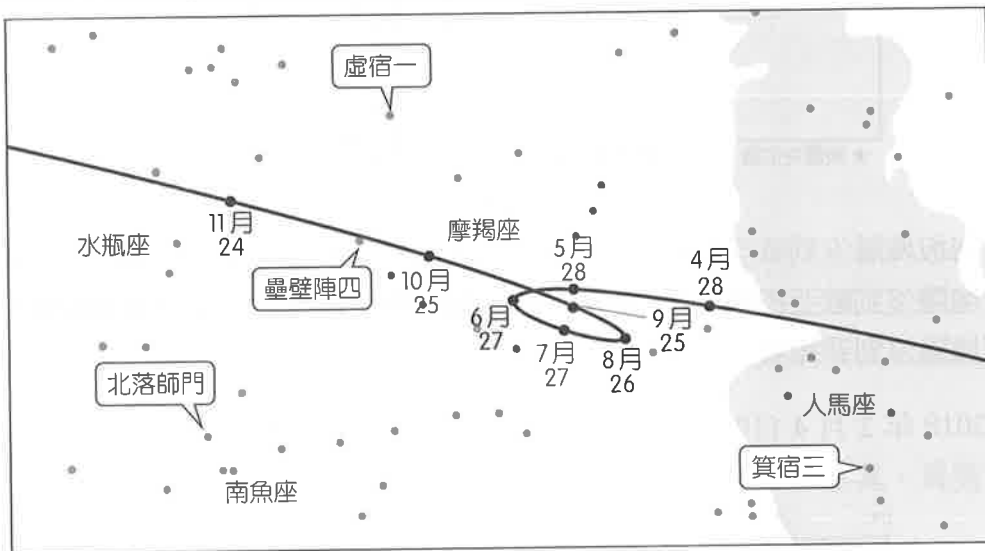 虛宿一
11月
24
水瓶座
摩羯座
壘壁陣四
10月
25
5月
28
4月
28
6月
27
7月
27
8月
26
9月
25
北落師門
南魚座
人馬座
箕宿三